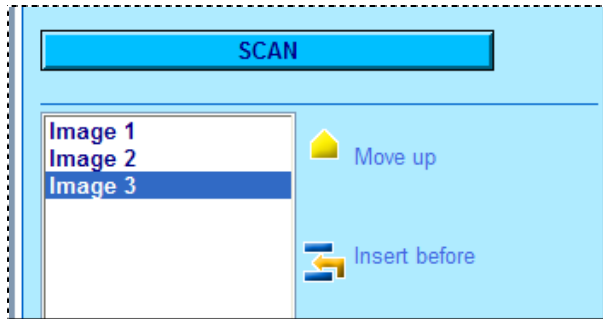 SCAN
Image 1
Image 2
Image 3
Move up
Insert before